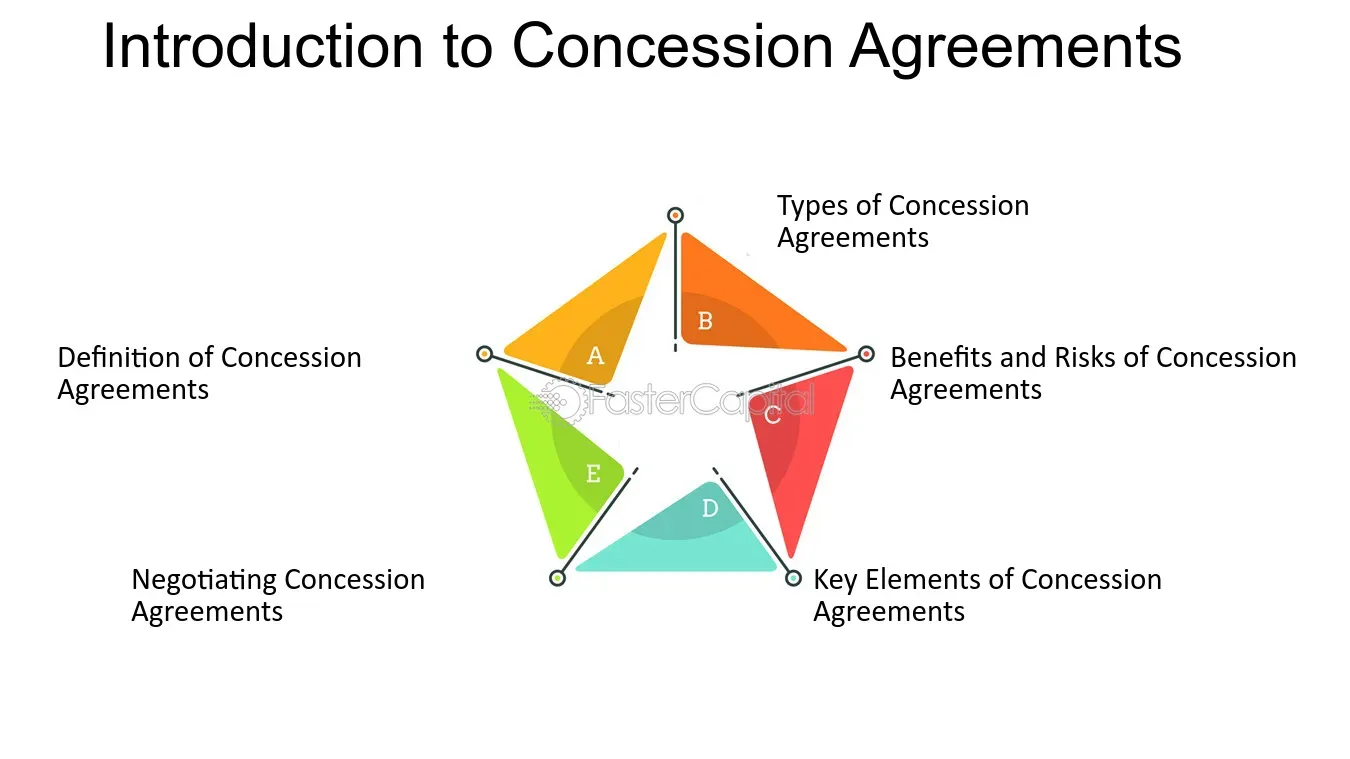 Introduction to Concession Agreements
Types of Concession
Agreements
B
A
Definition of Concession
Agreements
Benefits and Risks of Concession
Agreements
FasterCapital
C
E
D
Negotiating Concession
Agreements
Key Elements of Concession
Agreements